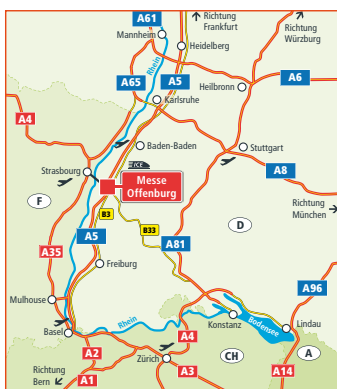 A61
Richtung
Frankfurt
Richtung
Würzburg
Mannheim
Heidelberg
Rhein
A65
A5
Heilbronn
A6
Karlsruhe
A4
Baden-Baden
Stuttgart
ICE
Strasbourg
Messe
Offenburg
A8
F
B3
Richtung
München
B33
D
A5
A81
A35
Freiburg
A96
Mulhouse
Rhein
Konstanz
Bodensee
Lindau
Basel
A4
A2
Zürich
CH
A
Richtung
Bern
A1
A3
A14